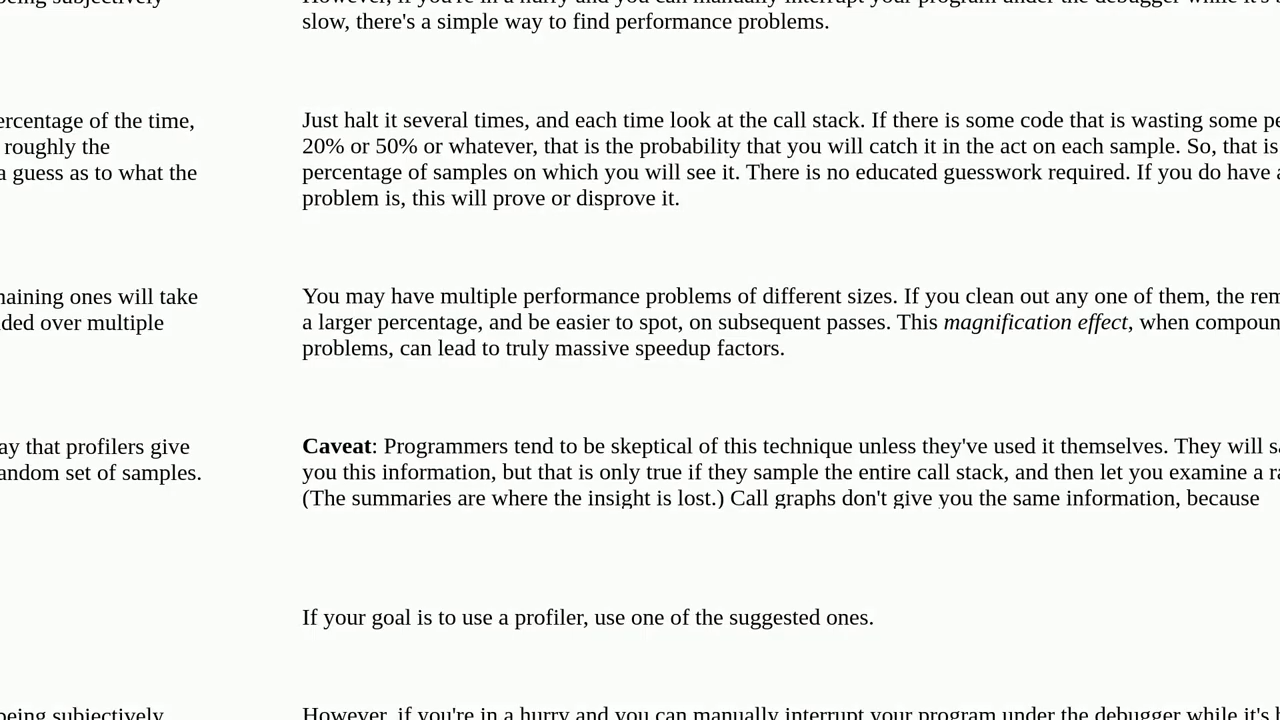 being subjectively
ercentage of the time,
roughly the
a guess as to what the
naining ones will take
ded over multiple
ay that profilers give
andom set of samples.
being subjectively
However, if you're in a hurry and you can manually interrupt your program under the debugger while it's
slow, there's a simple way to find performance problems.
Just halt it several times, and each time look at the call stack. If there is some code that is wasting some pe
20% or 50% or whatever, that is the probability that you will catch it in the act on each sample. So, that is
percentage of samples on which you will see it. There is no educated guesswork required. If you do have a
problem is, this will prove or disprove it.
You may have multiple performance problems of different sizes. If you clean out any one of them, the rem
a larger percentage, and be easier to spot, on subsequent passes. This magnification effect, when compoun
problems, can lead to truly massive speedup factors.
Caveat: Programmers tend to be skeptical of this technique unless they've used it themselves. They will sa
you this information, but that is only true if they sample the entire call stack, and then let you examine a ra
(The summaries are where the insight is lost.) Call graphs don't give you the same information, because
If your goal is to use a profiler, use one of the suggested ones.
However, if you're in a hurry and you can manually interrupt your program under the debugger while it's